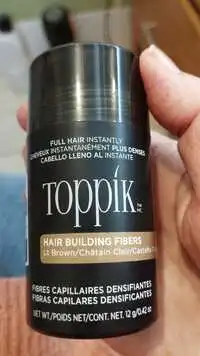 FULL HAIR INSTANTLY
CHEVEUX INSTANTANÉMENT PLUS DENSES
CABELLO LLENO AL INSTANTE
TOPPIK
HAIR BUILDING FIBERS
Lt Brown/Châtain Clair/Castaño
FIBRES CAPILLAIRES DENSIFIANTES
FIBRAS CAPILARES DENSIFICANTES
NET WT./POIDS NET/CONT. NET. 12 g/0.42 oz